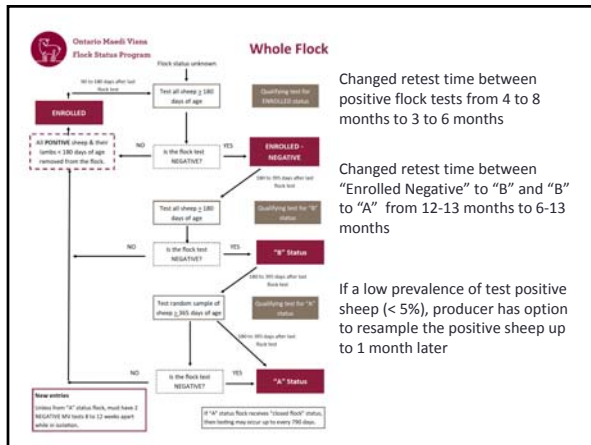 Ontario Maedi Visna
Flock Status Program
Whole Flock
Flock status unknown
90 to 180 days after last
flock test
Test all sheep > 180
days of age
Qualifying test for
ENROLLED status
ENROLLED
All POSITIVE sheep & their
lambs < 180 days of age
removed from the flock.
NO
Is the flock test
NEGATIVE?
YES
ENROLLED -
NEGATIVE
180 to 395 days after last
flock test
Test all sheep > 180
days of age
Qualifying test for "B"
status
NO
Is the flock test
NEGATIVE?
YES
"B" Status
180 to 395 days after last
flock test
Test random sample of
sheep > 365 days of age
Qualifying test for "A"
status
180 to 395 days after last
flock test
NO
Is the flock test
NEGATIVE?
YES
"A" Status
New entries
Unless from "A" status flock, must have 2
NEGATIVE MV tests 8 to 12 weeks apart
while in isolation.
If "A" status flock receives "closed flock" status,
then testing may occur up to every 790 days.
Changed retest time between
positive flock tests from 4 to 8
months to 3 to 6 months
Changed retest time between
"Enrolled Negative" to "B" and "B"
to "A" from 12-13 months to 6-13
months
If a low prevalence of test positive
sheep (< 5%), producer has option
to resample the positive sheep up
to 1 month later